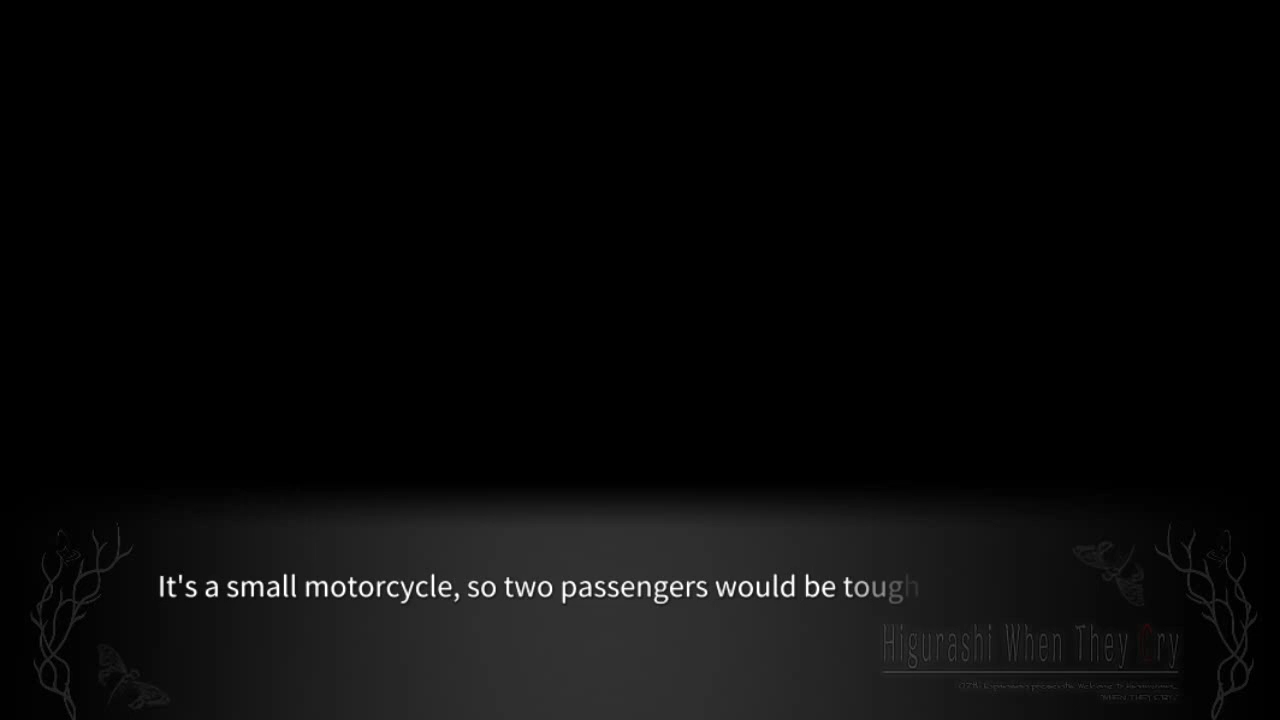 It's a small motorcycle, so two passengers would be tough
Higurashi When They Cry